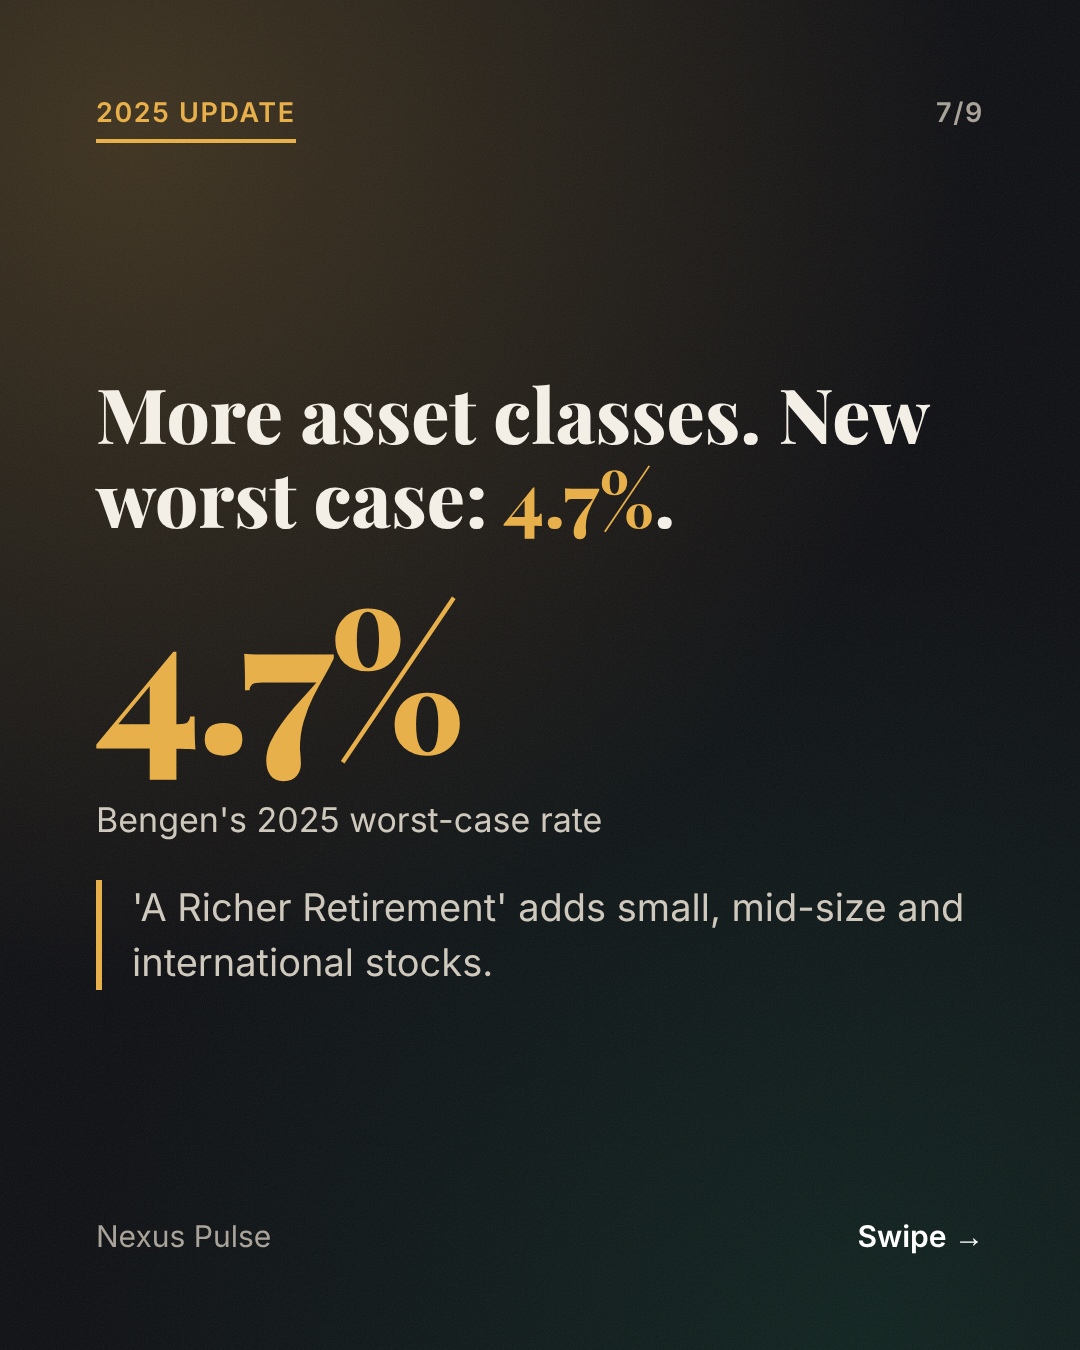 2025 UPDATE
7/9
More asset classes. New
worst case: 4.7%.
4.7%
Bengen's 2025 worst-case rate
'A Richer Retirement' adds small, mid-size and
international stocks.
Nexus Pulse
Swipe →